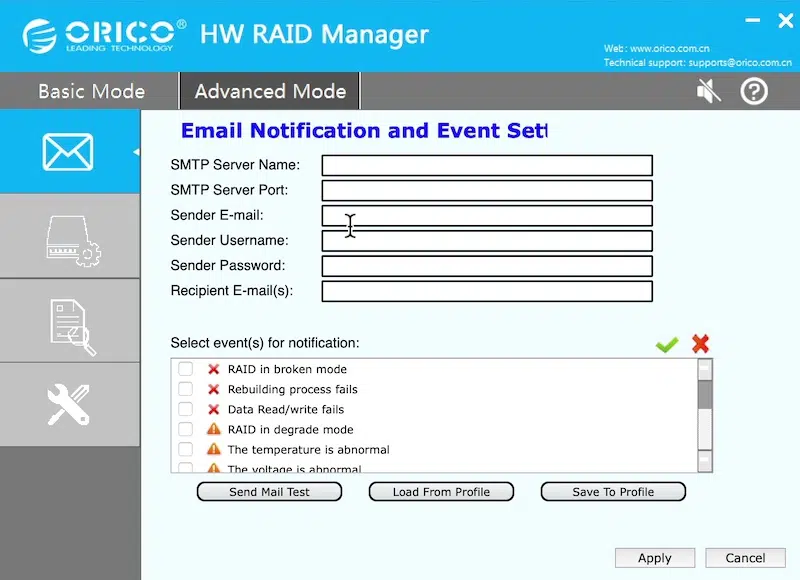 ORICO® HW RAID Manager
LEADING TECHNOLOGY
Web: www.orico.com.cn
Technical support: supports@orico.com.cn
Basic Mode
Advanced Mode
Email Notification and Event Sett
SMTP Server Name:
SMTP Server Port:
Sender E-mail:
Sender Username:
Sender Password:
Recipient E-mail(s):
Select event(s) for notification:
RAID in broken mode
Rebuilding process fails
Data Read/write fails
RAID in degrade mode
The temperature is abnormal
The voltage is abnormal
Send Mail Test
Load From Profile
Save To Profile
Apply
Cancel